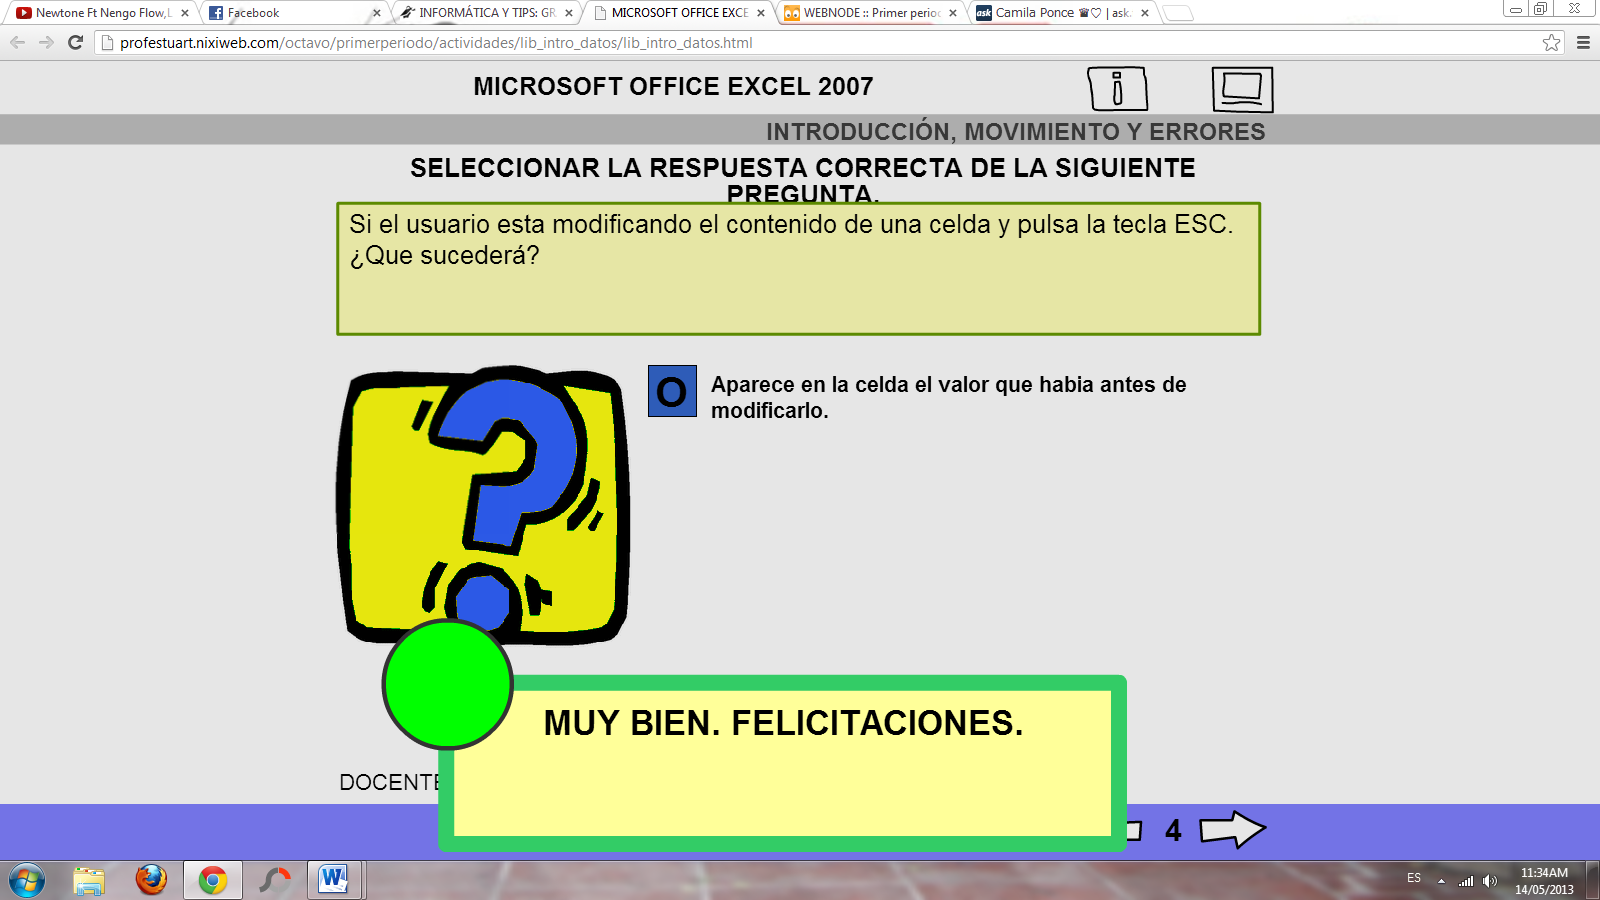 Newtone Ft Nengo Flow,L
Facebook
INFORMÁTICA Y TIPS: GR
MICROSOFT OFFICE EXCE
WEBNODE :: Primer period
ask Camila Ponce ♛♡ | ask.
profestuart.nixiweb.com/octavo/primerperiodo/actividades/lib_intro_datos/lib_intro_datos.html
MICROSOFT OFFICE EXCEL 2007
i
INTRODUCCIÓN, MOVIMIENTO Y ERRORES
SELECCIONAR LA RESPUESTA CORRECTA DE LA SIGUIENTE
PREGUNTA.
Si el usuario esta modificando el contenido de una celda y pulsa la tecla ESC.
¿Que sucederá?
O
Aparece en la celda el valor que habia antes de
modificarlo.
?
MUY BIEN. FELICITACIONES.
DOCENTE
4
W
ES
11:34AM
14/05/2013